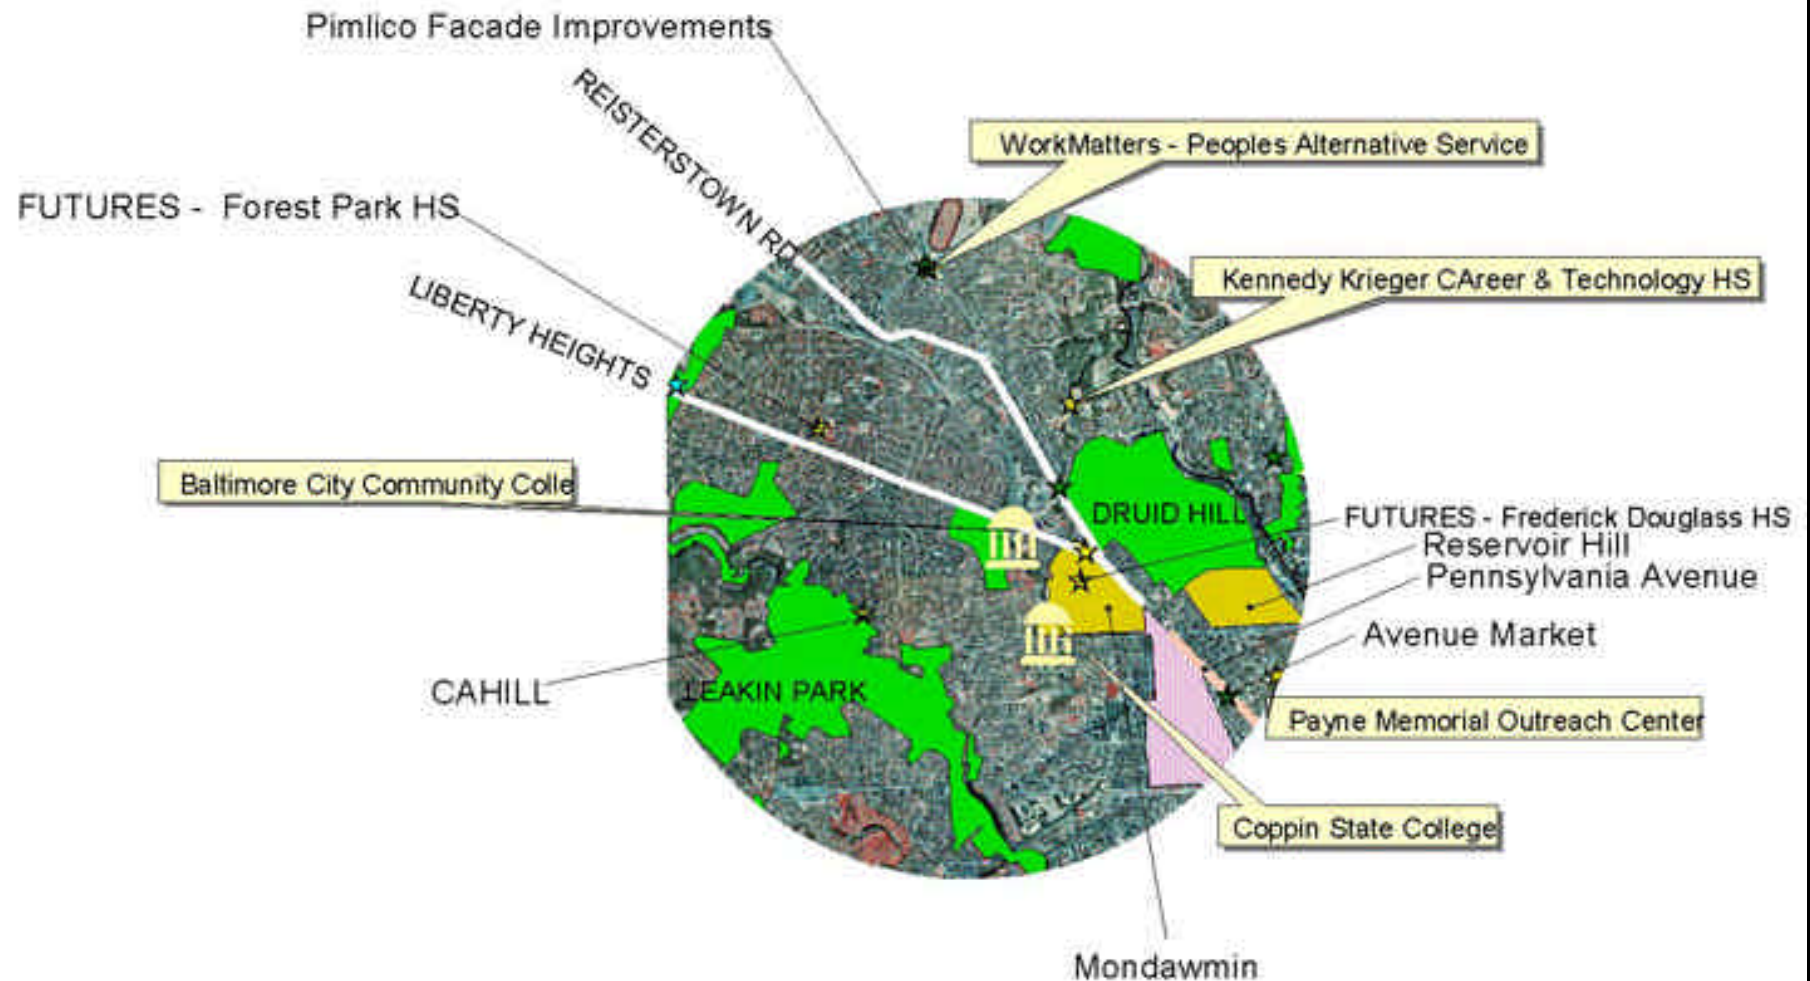 Pimlico Facade Improvements
REISTERSTOWN RD
WorkMatters - Peoples Alternative Service
FUTURES - Forest Park HS
Kennedy Krieger CAreer & Technology HS
LIBERTY HEIGHTS
Baltimore City Community Colle
DRUID HILL
FUTURES - Frederick Douglass HS
Reservoir Hill
Pennsylvania Avenue
Avenue Market
CAHILL
LEAKIN PARK
Payne Memorial Outreach Center
Coppin State College
Mondawmin